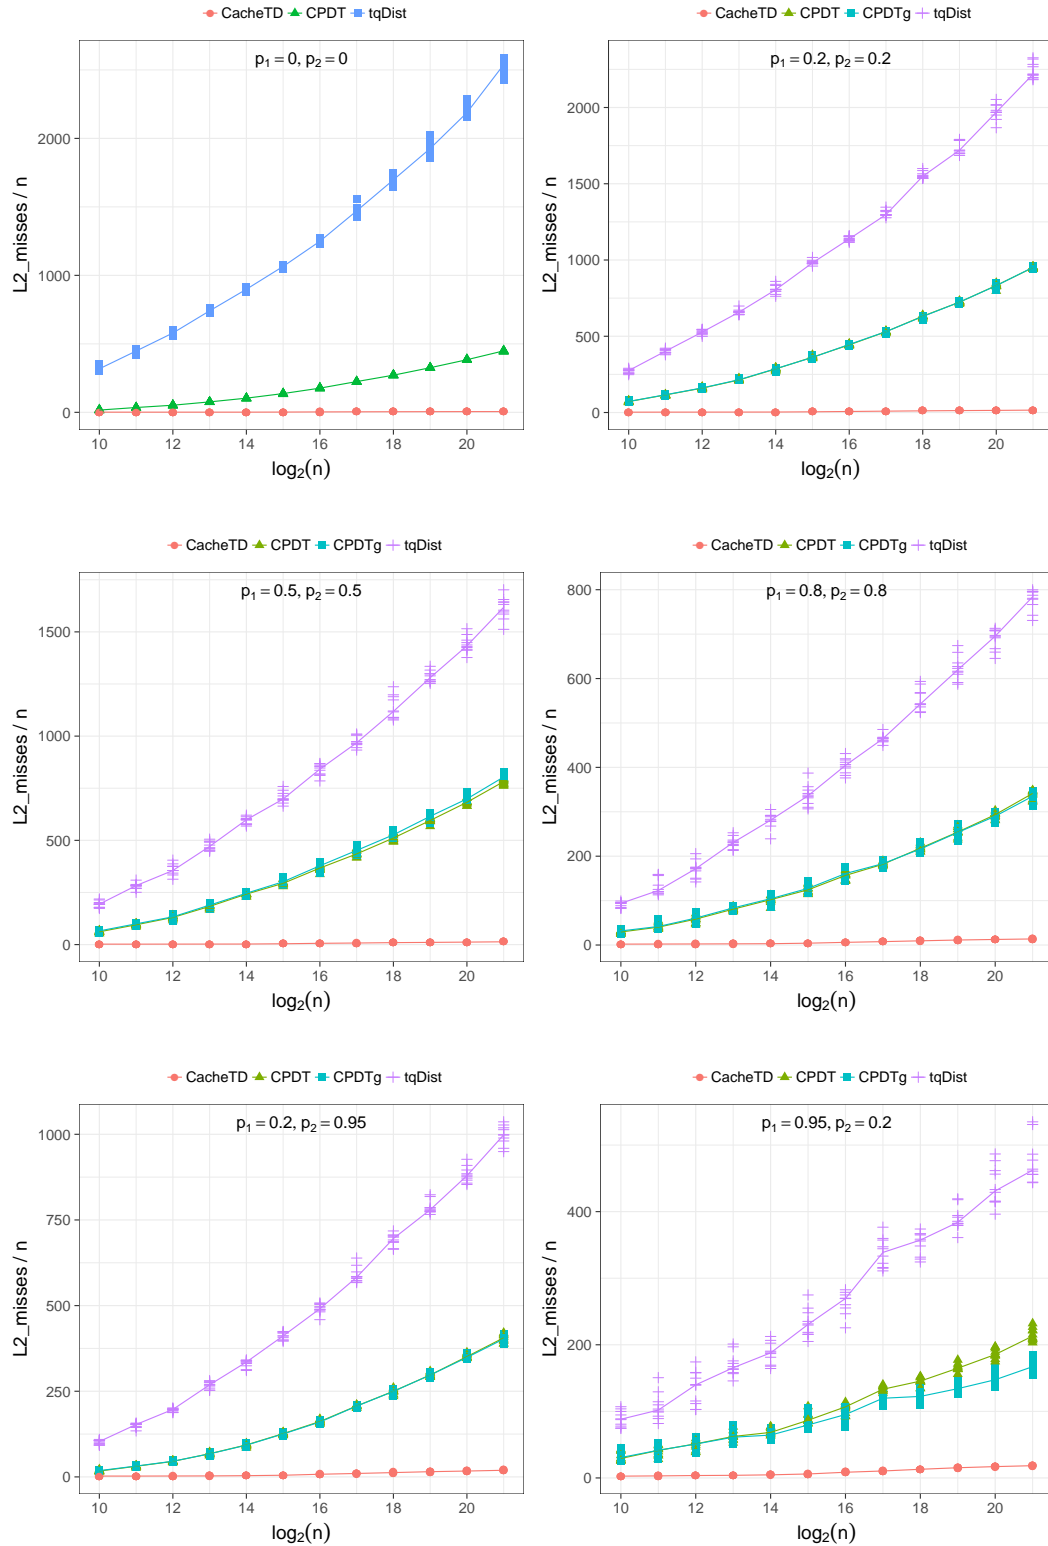 CacheTD CPDT tqDist
p1 = 0, p2 = 0
L2_misses / n
2000
1000
0
10 12 14 16 18 20
log2(n)
CacheTD CPDT CPDTg tqDist
p1 = 0.2, p2 = 0.2
L2_misses / n
2000
1500
1000
500
0
10 12 14 16 18 20
log2(n)
CacheTD CPDT CPDTg tqDist
p1 = 0.5, p2 = 0.5
L2_misses / n
1500
1000
500
0
10 12 14 16 18 20
log2(n)
CacheTD CPDT CPDTg tqDist
p1 = 0.8, p2 = 0.8
L2_misses / n
800
600
400
200
0
10 12 14 16 18 20
log2(n)
CacheTD CPDT CPDTg tqDist
p1 = 0.2, p2 = 0.95
L2_misses / n
1000
750
500
250
0
10 12 14 16 18 20
log2(n)
CacheTD CPDT CPDTg tqDist
p1 = 0.95, p2 = 0.2
L2_misses / n
400
200
0
10 12 14 16 18 20
log2(n)